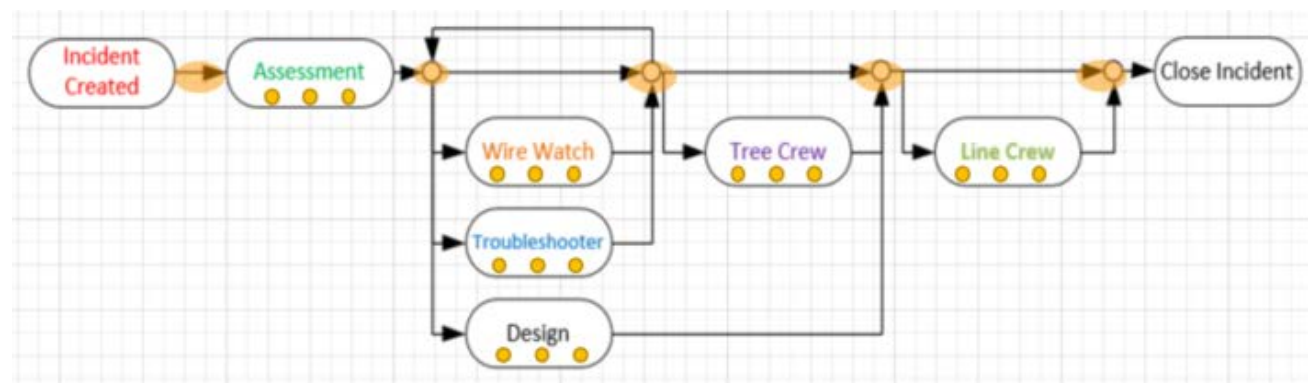 Incident
Created
Assessment
Close Incident
Wire Watch
Tree Crew
Line Crew
Troubleshooter
Design